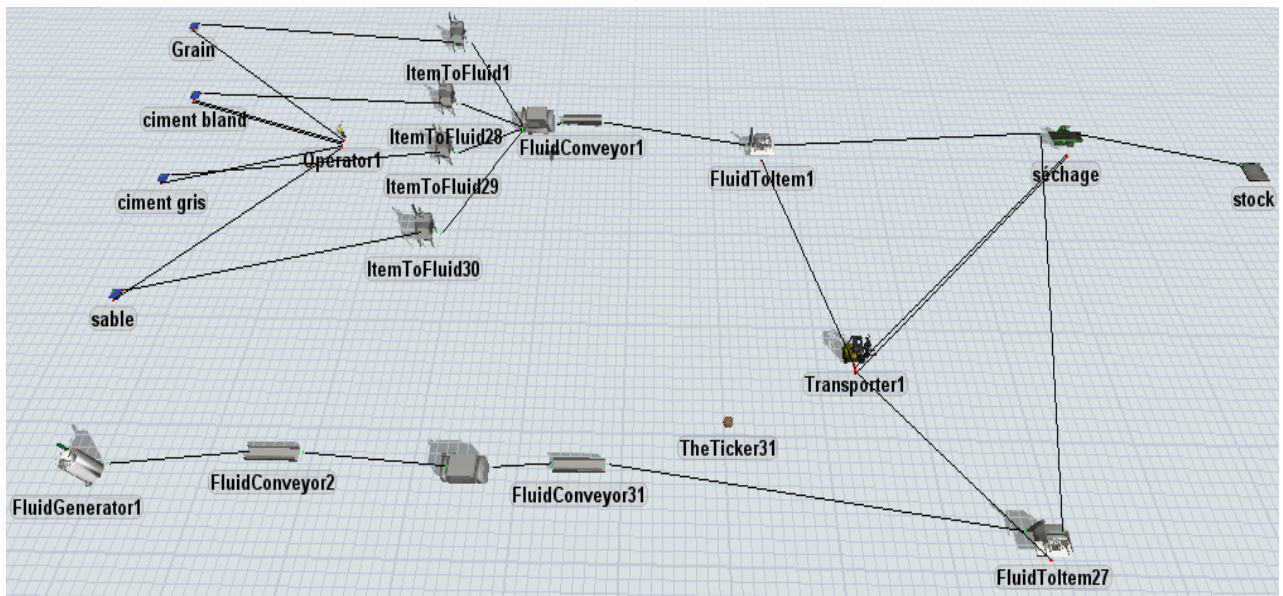 Grain
ItemToFluid1
ciment bland
ItemToFluid28
Operator1
FluidConveyor1
ciment gris
ItemToFluid29
FluidToItem1
séchage
stock
ItemToFluid30
sable
Transporter1
TheTicker31
FluidGenerator1
FluidConveyor2
FluidConveyor31
FluidToItem27